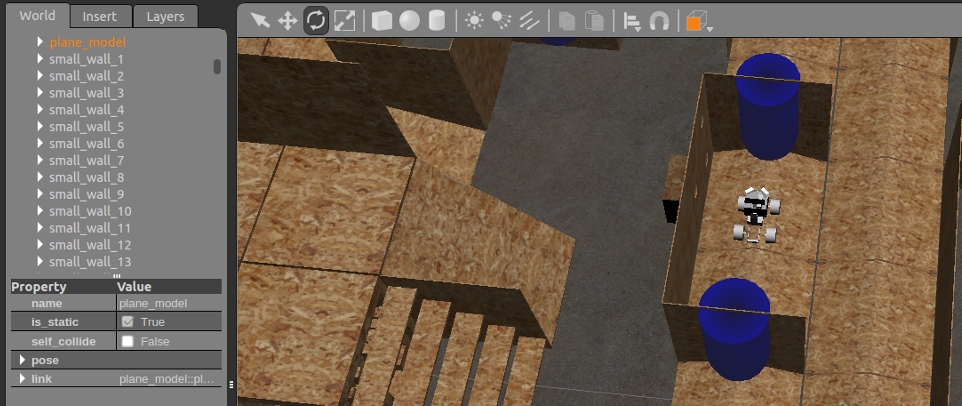 World Insert Layers
plane_model
small_wall_1
small_wall_2
small_wall_3
small_wall_4
small_wall_5
small_wall_6
small_wall_7
small_wall_8
small_wall_9
small_wall_10
small_wall_11
small_wall_12
small_wall_13
Property Value
name plane_model
is_static True
self_collide False
pose
link plane_model::pl...